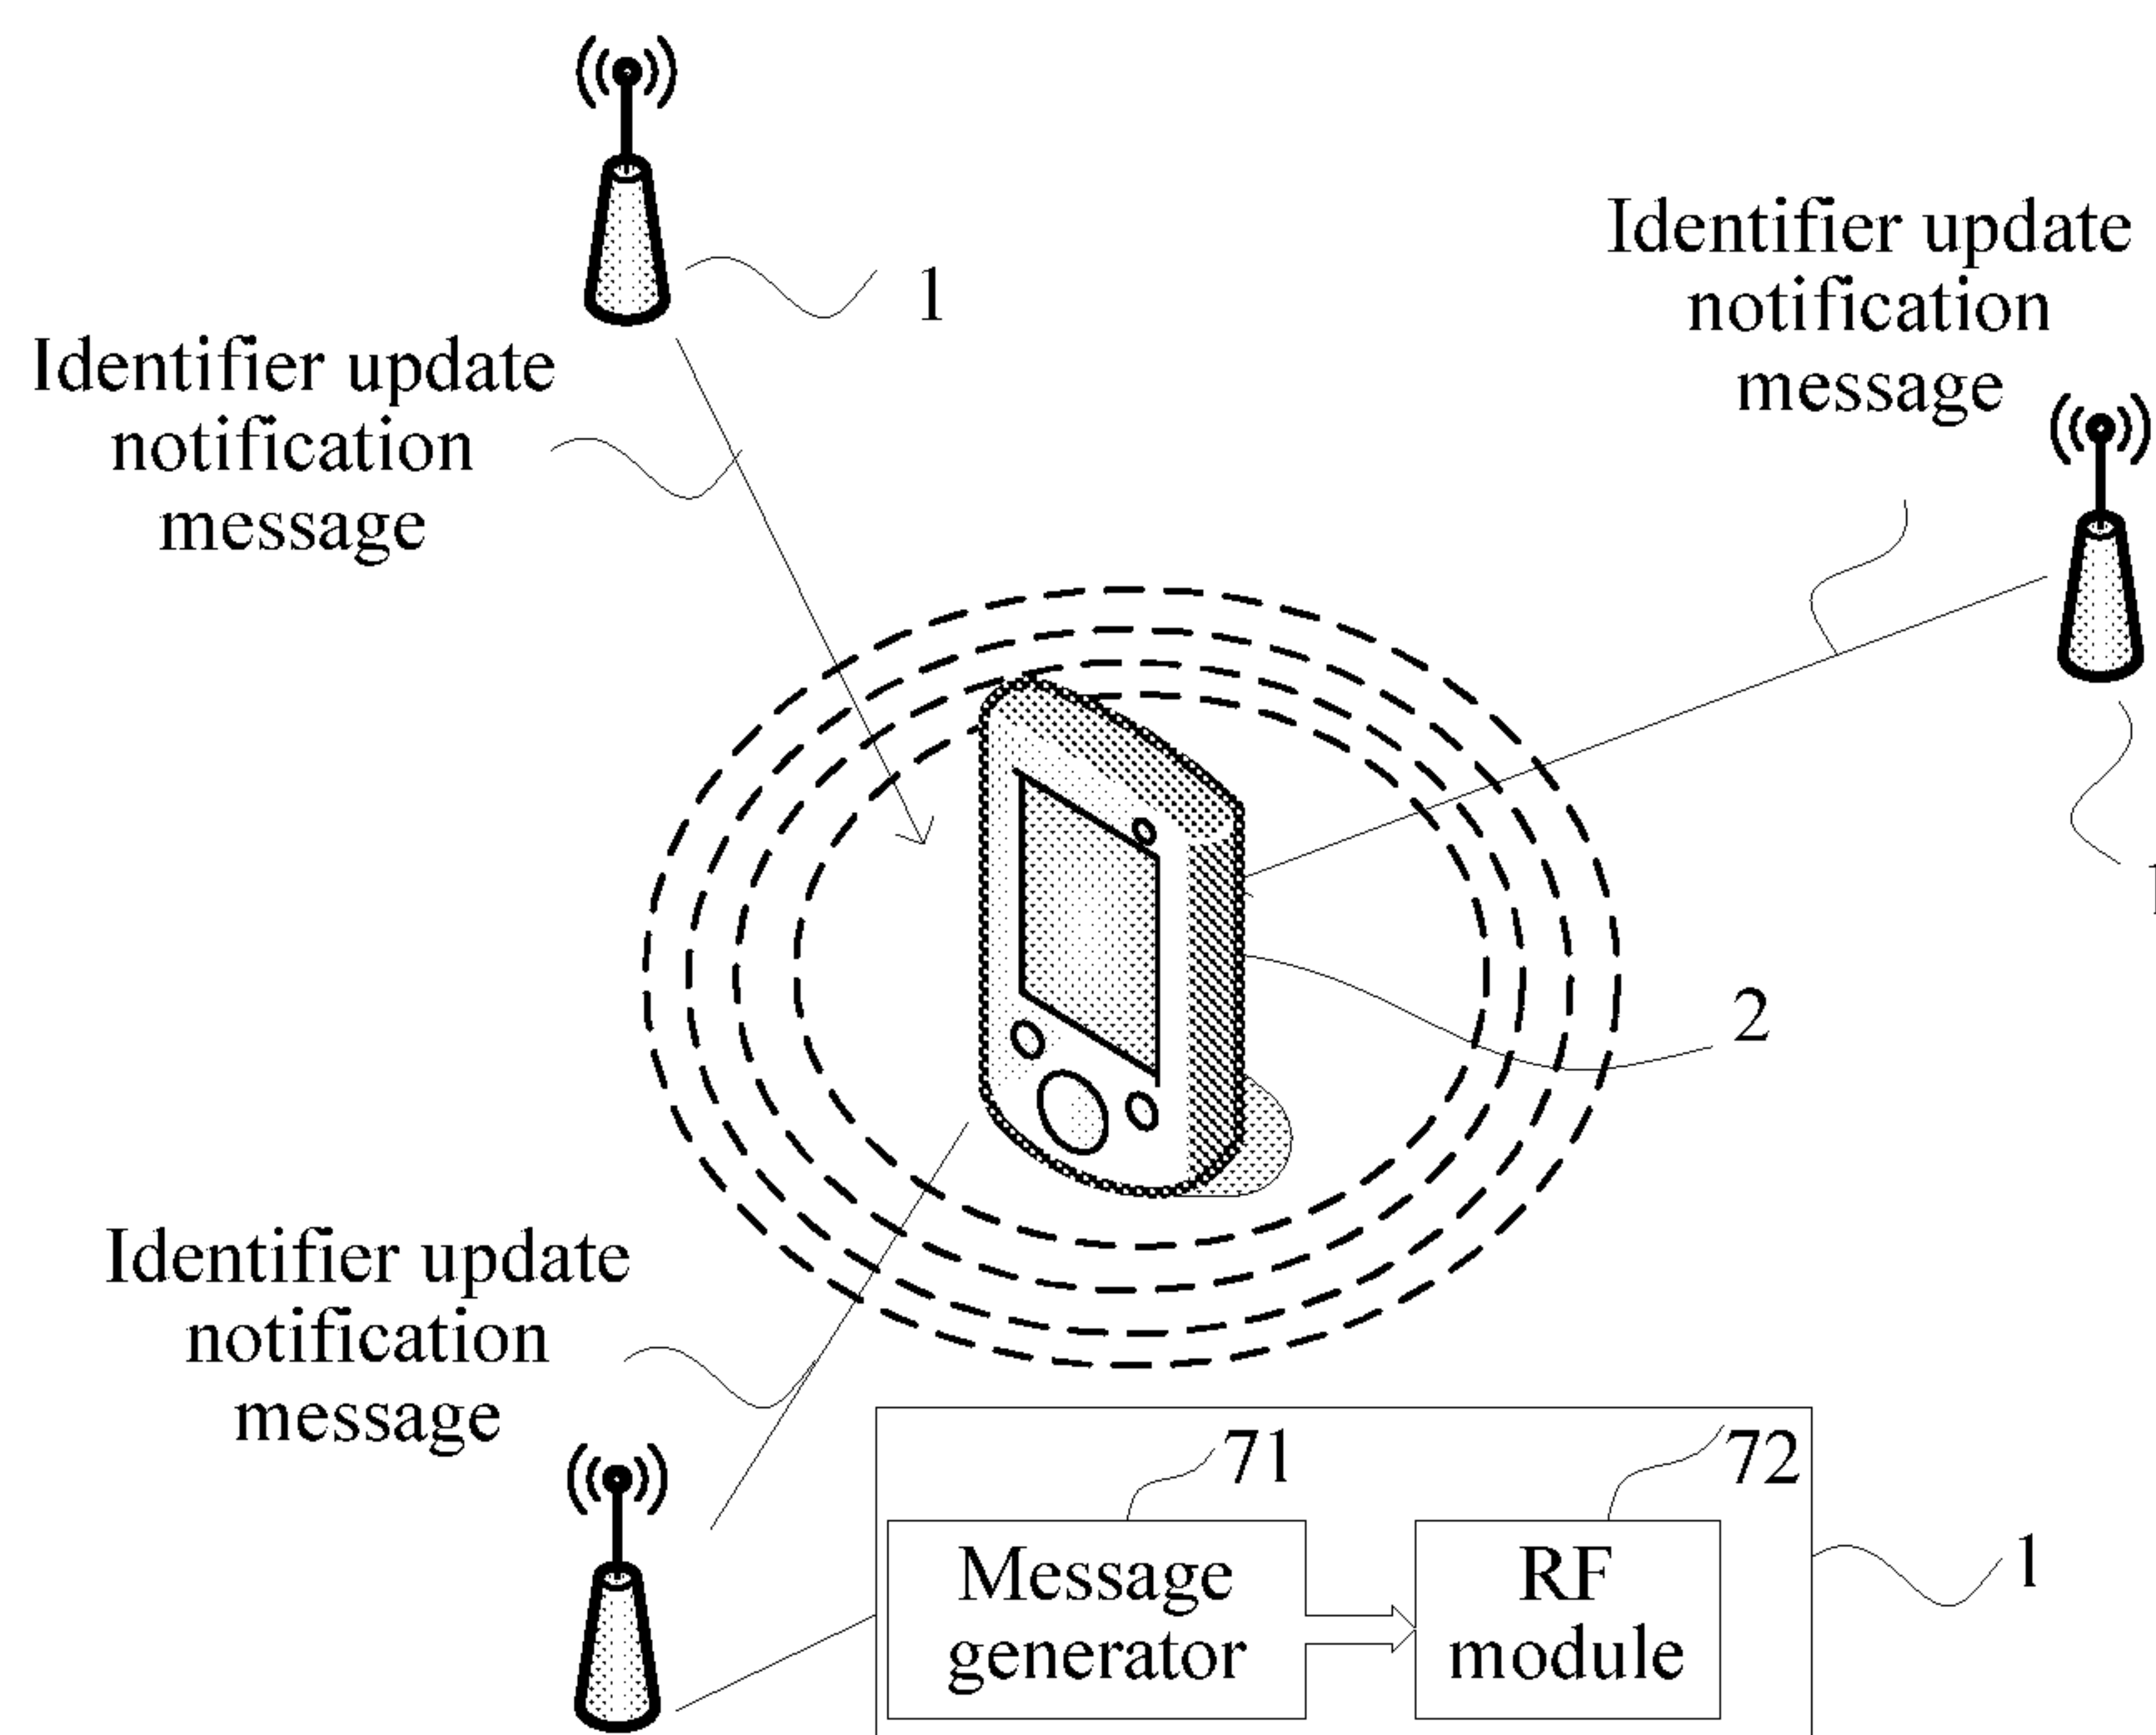 1
Identifier update
notification
message
Identifier update
notification
message
1
2
Identifier update
notification
message
71
72
Message
generator
RF
module
1